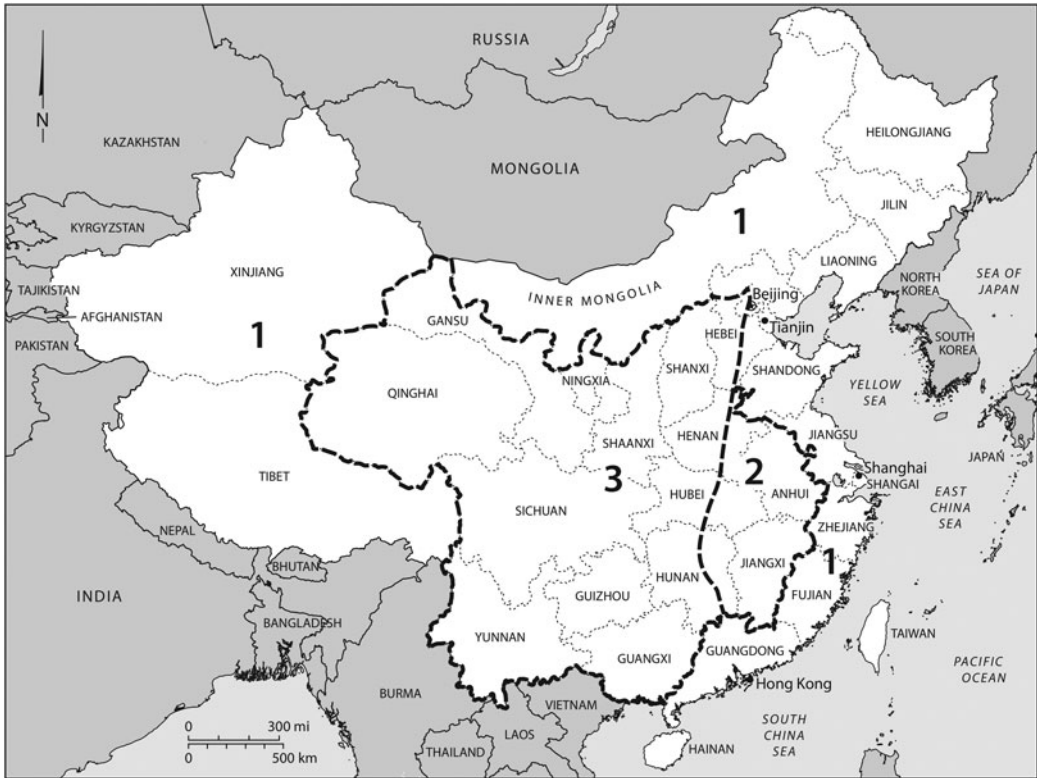 RUSSIA
N
HEILONGJIANG
KAZAKHSTAN
MONGOLIA
JILIN
KYRGYZSTAN
1
LIAONING
XINJIANG
NORTH
KOREA
SEA OF
JAPAN
TAJIKISTAN
INNER MONGOLIA
Beijing
AFGHANISTAN
GANSU
Tianjin
1
HEBEI
SOUTH
KOREA
PAKISTAN
SHANXI
SHANDONG
NINGXIA
QINGHAI
YELLOW
SEA
SHAANXI
HENAN
JIANGSU
JAPAN
TIBET
3
2
Shanghai
SHANGAI
HUBEI
ANHUI
EAST
CHINA
SEA
SICHUAN
ZHEJIANG
NEPAL
BHUTAN
JIANGXI
1
HUNAN
FUJIAN
INDIA
GUIZHOU
BANGLADESH
YUNNAN
TAIWAN
GUANGXI
GUANGDONG
PACIFIC
OCEAN
BURMA
Hong Kong
VIETNAM
0 300 mi
0 500 km
LAOS
SOUTH
CHINA
SEA
THAILAND
HAINAN